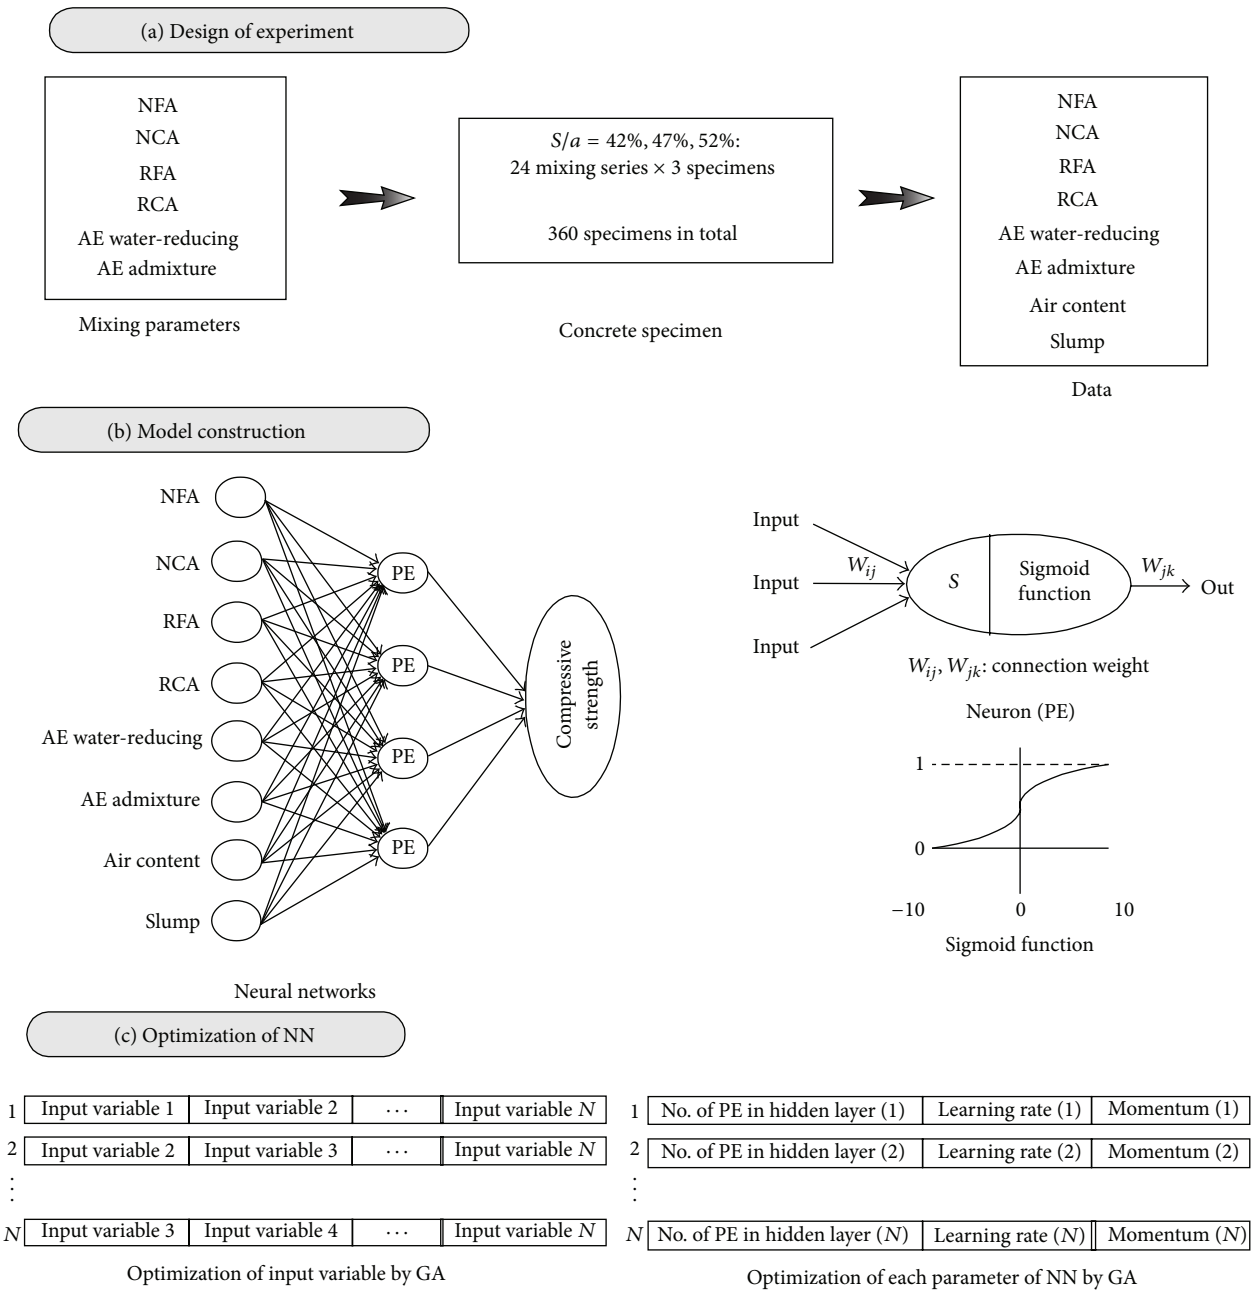 (a) Design of experiment
NFA
NCA
RFA
RCA
AE water-reducing
AE admixture
Mixing parameters
S/a = 42%, 47%, 52%:
24 mixing series × 3 specimens
360 specimens in total
Concrete specimen
NFA
NCA
RFA
RCA
AE water-reducing
AE admixture
Air content
Slump
Data
(b) Model construction
NFA
NCA
RFA
RCA
AE water-reducing
AE admixture
Air content
Slump
PE
PE
PE
PE
Compressive
strength
Neural networks
Input
Input
Input
W_ij
S
Sigmoid
function
W_jk
Out
W_ij, W_jk: connection weight
Neuron (PE)
1
0
−10 0 10
Sigmoid function
(c) Optimization of NN
1 Input variable 1 Input variable 2 ... Input variable N
2 Input variable 2 Input variable 3 ... Input variable N
⋮
N Input variable 3 Input variable 4 ... Input variable N
Optimization of input variable by GA
1 No. of PE in hidden layer (1) Learning rate (1) Momentum (1)
2 No. of PE in hidden layer (2) Learning rate (2) Momentum (2)
⋮
N No. of PE in hidden layer (N) Learning rate (N) Momentum (N)
Optimization of each parameter of NN by GA